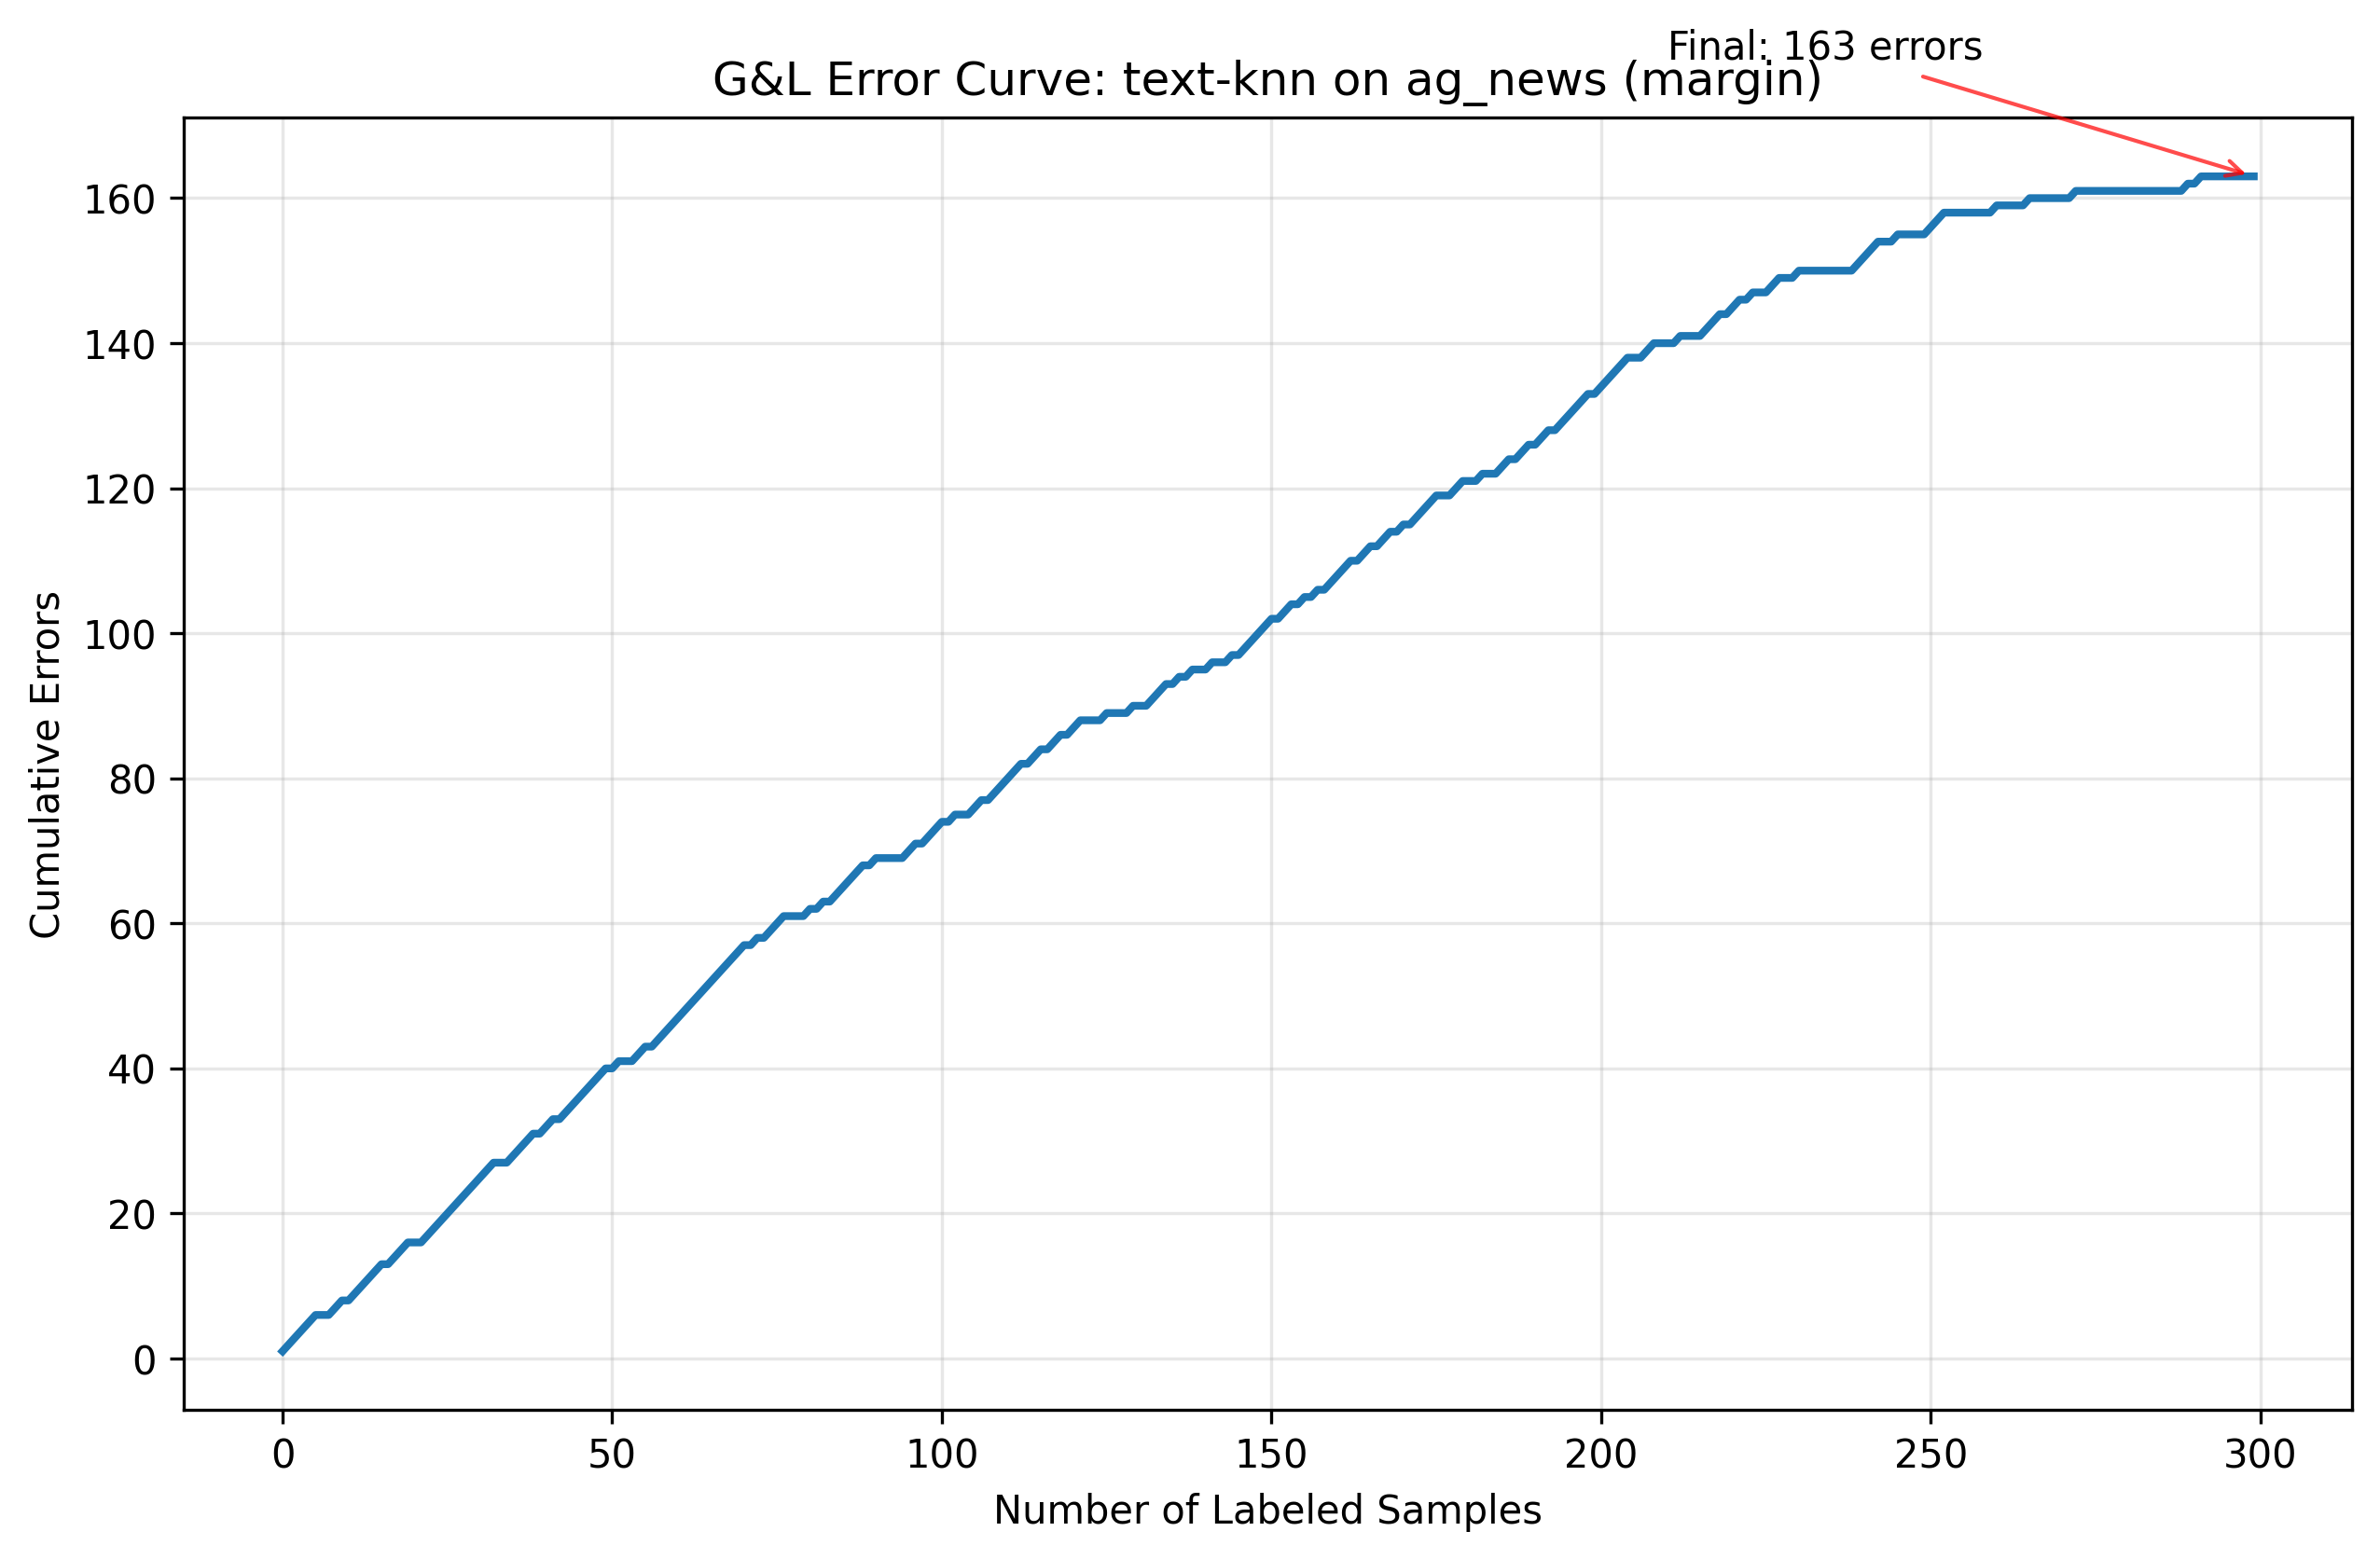 Final: 163 errors
G&L Error Curve: text-knn on ag_news (margin)
160
140
120
100
80
60
40
20
0
Cumulative Errors
0 50 100 150 200 250 300
Number of Labeled Samples